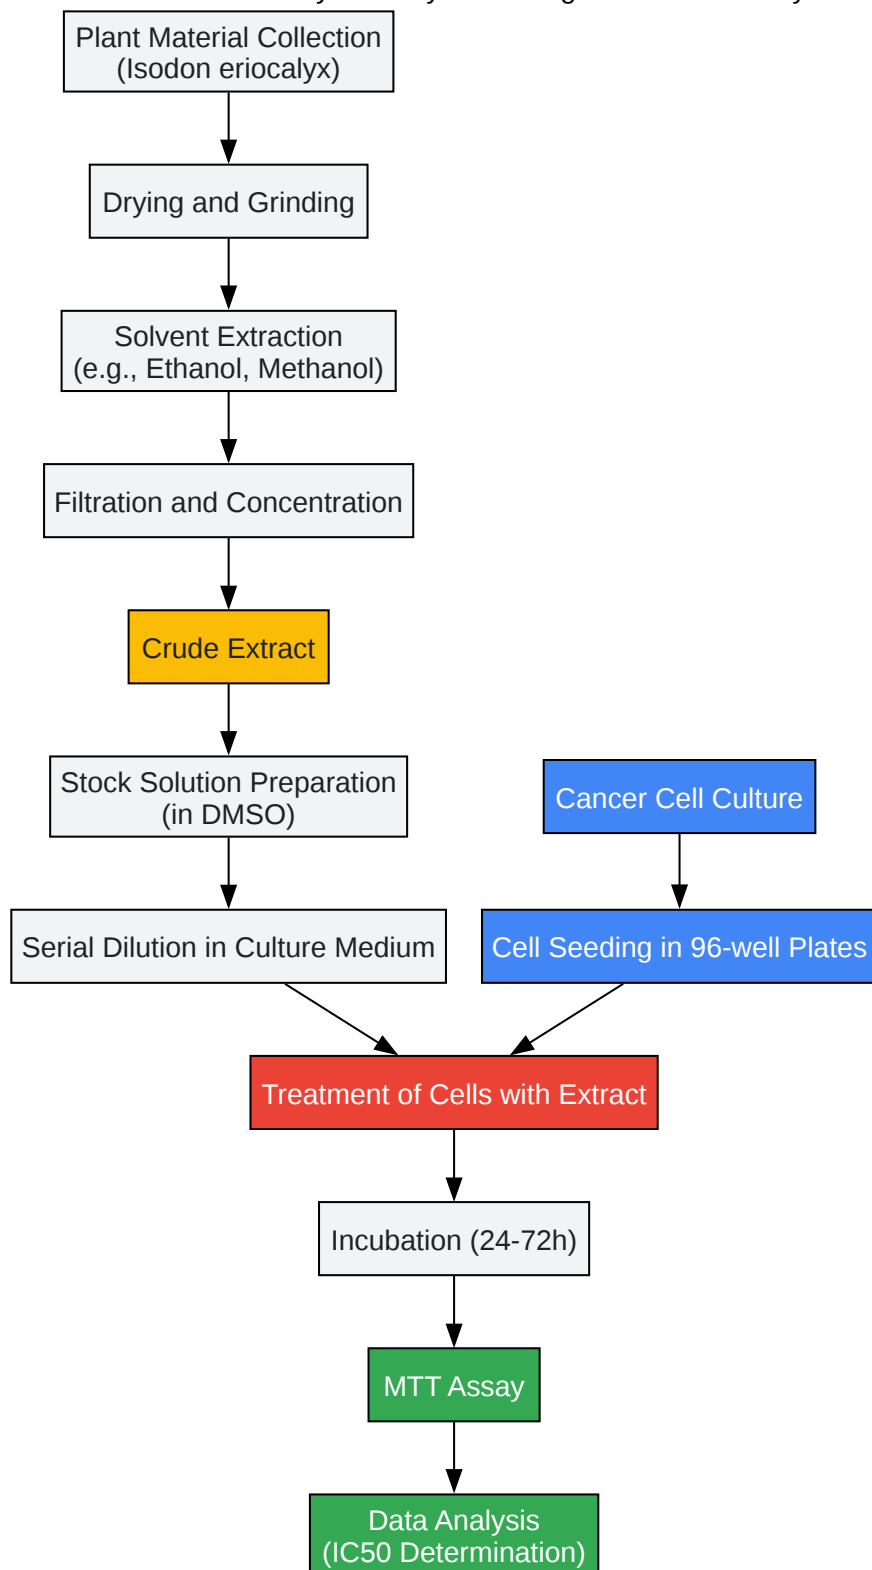 Plant Material Collection
(Isodon eriocalyx)
Drying and Grinding
Solvent Extraction
(e.g., Ethanol, Methanol)
Filtration and Concentration
Crude Extract
Stock Solution Preparation
(in DMSO)
Cancer Cell Culture
Serial Dilution in Culture Medium
Cell Seeding in 96-well Plates
Treatment of Cells with Extract
Incubation (24-72h)
MTT Assay
Data Analysis
(IC50 Determination)